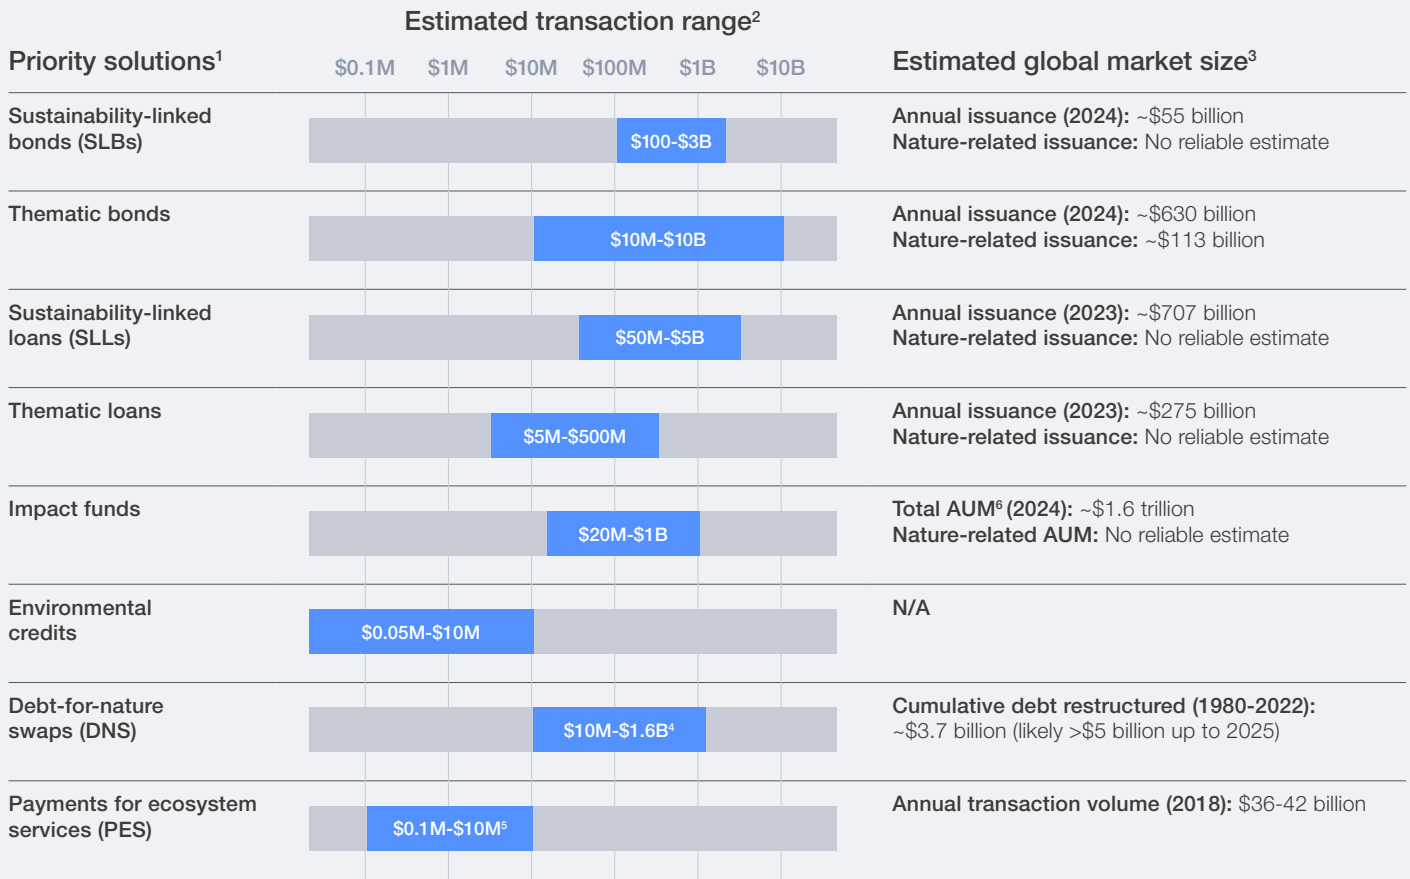 Estimated transaction range²
Priority solutions¹
$0.1M $1M $10M $100M $1B $10B
Estimated global market size³
Sustainability-linked
bonds (SLBs)
$100-$3B
Annual issuance (2024): ~$55 billion
Nature-related issuance: No reliable estimate
Thematic bonds
$10M-$10B
Annual issuance (2024): ~$630 billion
Nature-related issuance: ~$113 billion
Sustainability-linked
loans (SLLs)
$50M-$5B
Annual issuance (2023): ~$707 billion
Nature-related issuance: No reliable estimate
Thematic loans
$5M-$500M
Annual issuance (2023): ~$275 billion
Nature-related issuance: No reliable estimate
Impact funds
$20M-$1B
Total AUM⁶ (2024): ~$1.6 trillion
Nature-related AUM: No reliable estimate
Environmental
credits
$0.05M-$10M
N/A
Debt-for-nature
swaps (DNS)
$10M-$1.6B⁴
Cumulative debt restructured (1980-2022):
~$3.7 billion (likely >$5 billion up to 2025)
Payments for ecosystem
services (PES)
$0.1M-$10M⁵
Annual transaction volume (2018): $36-42 billion